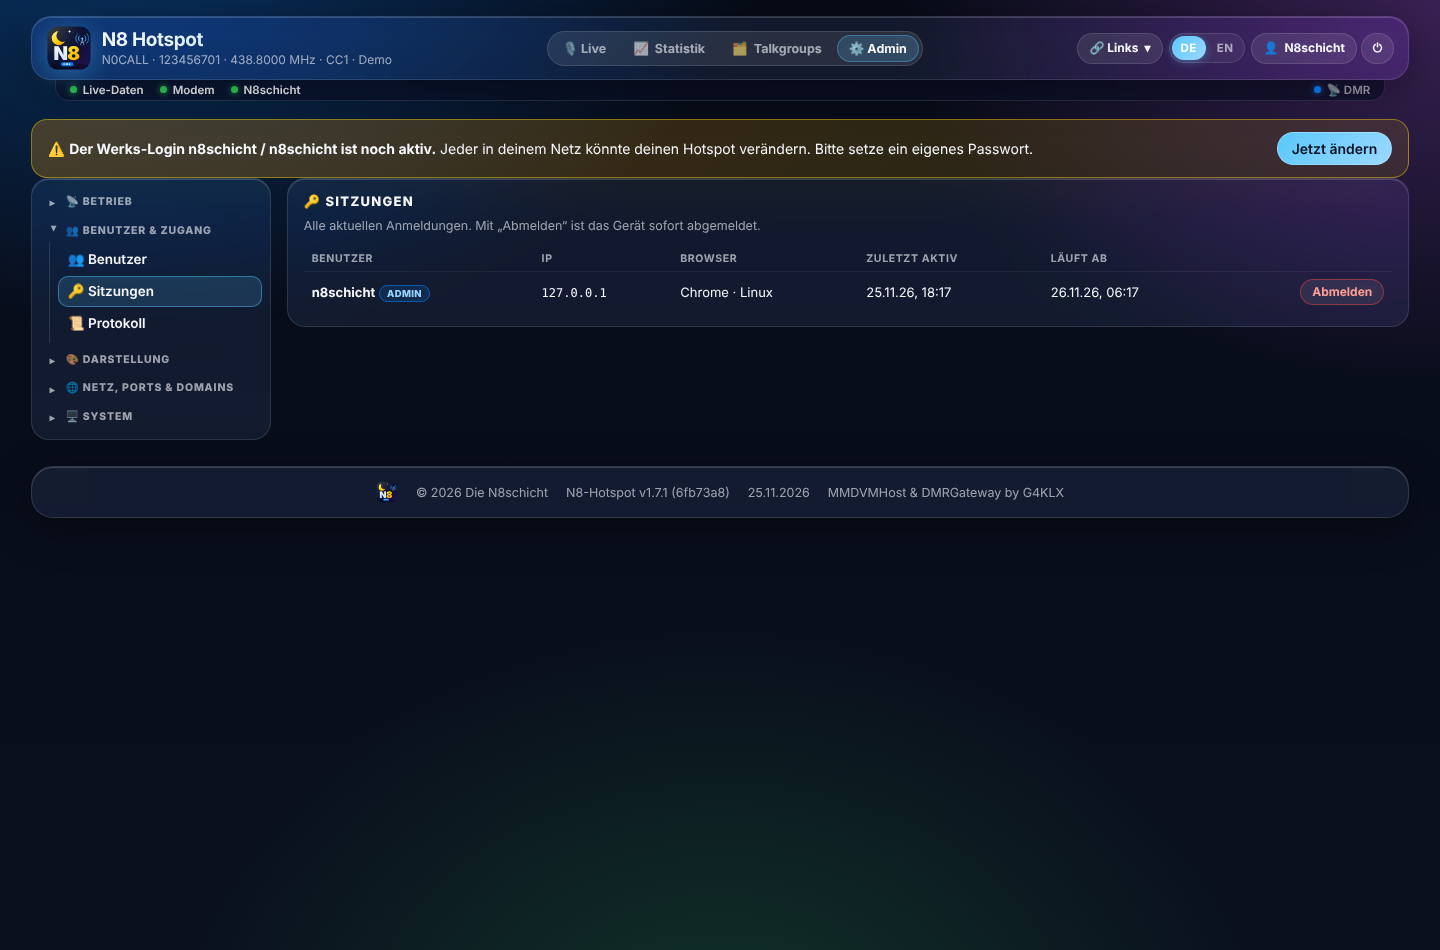 N8 Hotspot
N0CALL · 123456701 · 438.8000 MHz · CC1 · Demo
🎙️ Live 📈 Statistik 🗂️ Talkgroups ⚙️ Admin
🔗 Links ▾ DE EN 👤 N8schicht ⏻
Live-Daten Modem N8schicht 📡 DMR
⚠️ Der Werks-Login n8schicht / n8schicht ist noch aktiv. Jeder in deinem Netz könnte deinen Hotspot verändern. Bitte setze ein eigenes Passwort. Jetzt ändern
▸ 📡 BETRIEB
▾ 👥 BENUTZER & ZUGANG
👥 Benutzer
🔑 Sitzungen
📜 Protokoll
▸ 🎨 DARSTELLUNG
▸ 🌐 NETZ, PORTS & DOMAINS
▸ 🖥️ SYSTEM
🔑 SITZUNGEN
Alle aktuellen Anmeldungen. Mit „Abmelden“ ist das Gerät sofort abgemeldet.
BENUTZER IP BROWSER ZULETZT AKTIV LÄUFT AB
n8schicht ADMIN 127.0.0.1 Chrome · Linux 25.11.26, 18:17 26.11.26, 06:17 Abmelden
N8 © 2026 Die N8schicht N8-Hotspot v1.7.1 (6fb73a8) 25.11.2026 MMDVMHost & DMRGateway by G4KLX